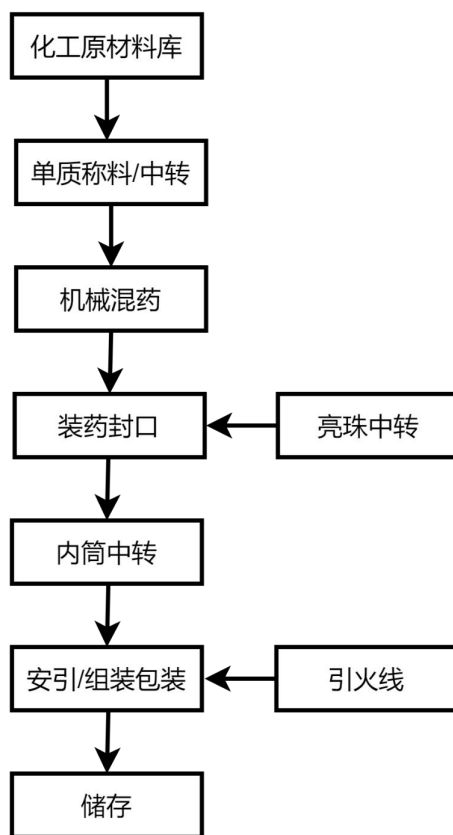 化工原材料库
单质称料/中转
机械混药
装药封口
亮珠中转
内筒中转
安引/组装包装
引火线
储存